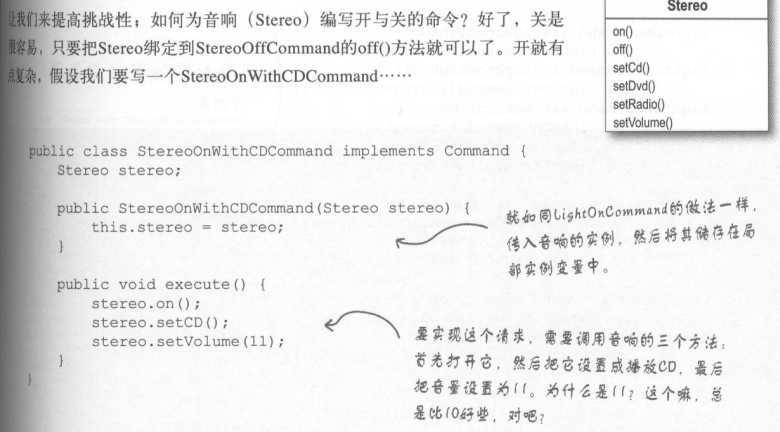 让我们来提高挑战性；如何为音响（Stereo）编写开与关的命令？好了，关是
很容易，只要把Stereo绑定到StereoOffCommand的off()方法就可以了。开就有
点复杂，假设我们要写一个StereoOnWithCDCommand……
Stereo
on()
off()
setCd()
setDvd()
setRadio()
setVolume()
public class StereoOnWithCDCommand implements Command {
    Stereo stereo;
    public StereoOnWithCDCommand(Stereo stereo) {
        this.stereo = stereo;
    }
就如同LightOnCommand的做法一样，
传入音响的实例，然后将其储存在局
部实例变量中。
    public void execute() {
        stereo.on();
        stereo.setCD();
        stereo.setVolume(11);
    }
}
要实现这个请求，需要调用音响的三个方法：
首先打开它，然后把它设置成播放CD，最后
把音量设置为11。为什么是11？这个嘛，总
是比10好些，对吧？